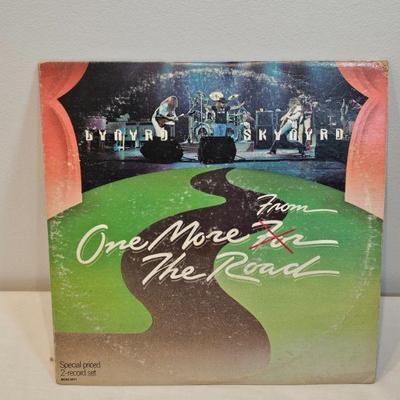 LYNYRD SKYNYRD
From
One More For
The Road
Special priced
2-record set